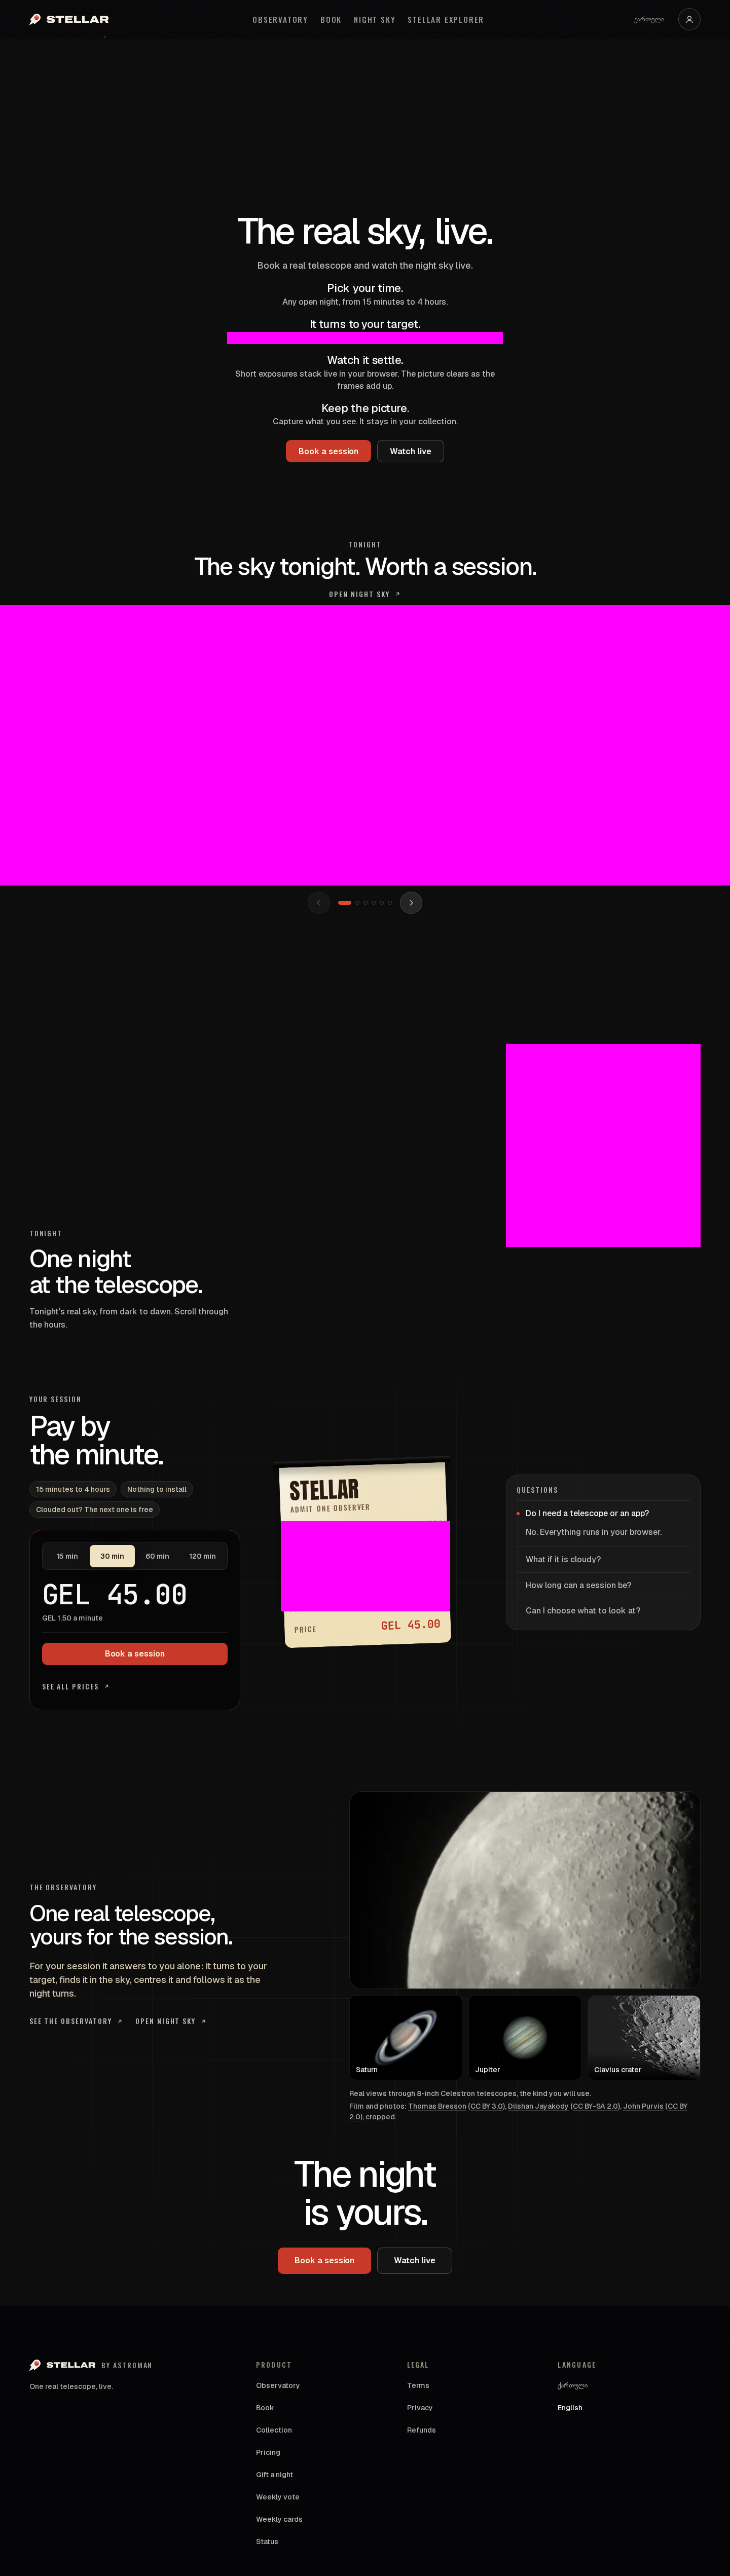 STELLAR
OBSERVATORY
BOOK
NIGHT SKY
STELLAR EXPLORER
ქართული
The real sky, live.
Book a real telescope and watch the night sky live.
Pick your time.
Any open night, from 15 minutes to 4 hours.
It turns to your target.
Watch it settle.
Short exposures stack live in your browser. The picture clears as the
frames add up.
Keep the picture.
Capture what you see. It stays in your collection.
Book a session
Watch live
TONIGHT
The sky tonight. Worth a session.
OPEN NIGHT SKY ↗
TONIGHT
One night
at the telescope.
Tonight's real sky, from dark to dawn. Scroll through
the hours.
YOUR SESSION
Pay by
the minute.
15 minutes to 4 hours
Nothing to install
Clouded out? The next one is free
15 min
30 min
60 min
120 min
GEL 45.00
GEL 1.50 a minute
Book a session
SEE ALL PRICES ↗
STELLAR
ADMIT ONE OBSERVER
PRICE
GEL 45.00
QUESTIONS
Do I need a telescope or an app?
No. Everything runs in your browser.
What if it is cloudy?
How long can a session be?
Can I choose what to look at?
THE OBSERVATORY
One real telescope,
yours for the session.
For your session it answers to you alone: it turns to your
target, finds it in the sky, centres it and follows it as the
night turns.
SEE THE OBSERVATORY ↗
OPEN NIGHT SKY ↗
Saturn
Jupiter
Clavius crater
Real views through 8-inch Celestron telescopes, the kind you will use.
Film and photos: Thomas Bresson (CC BY 3.0), Dilshan Jayakody (CC BY-SA 2.0), John Purvis (CC BY
2.0), cropped.
The night
is yours.
Book a session
Watch live
STELLAR BY ASTROMAN
One real telescope, live.
PRODUCT
Observatory
Book
Collection
Pricing
Gift a night
Weekly vote
Weekly cards
Status
LEGAL
Terms
Privacy
Refunds
LANGUAGE
ქართული
English